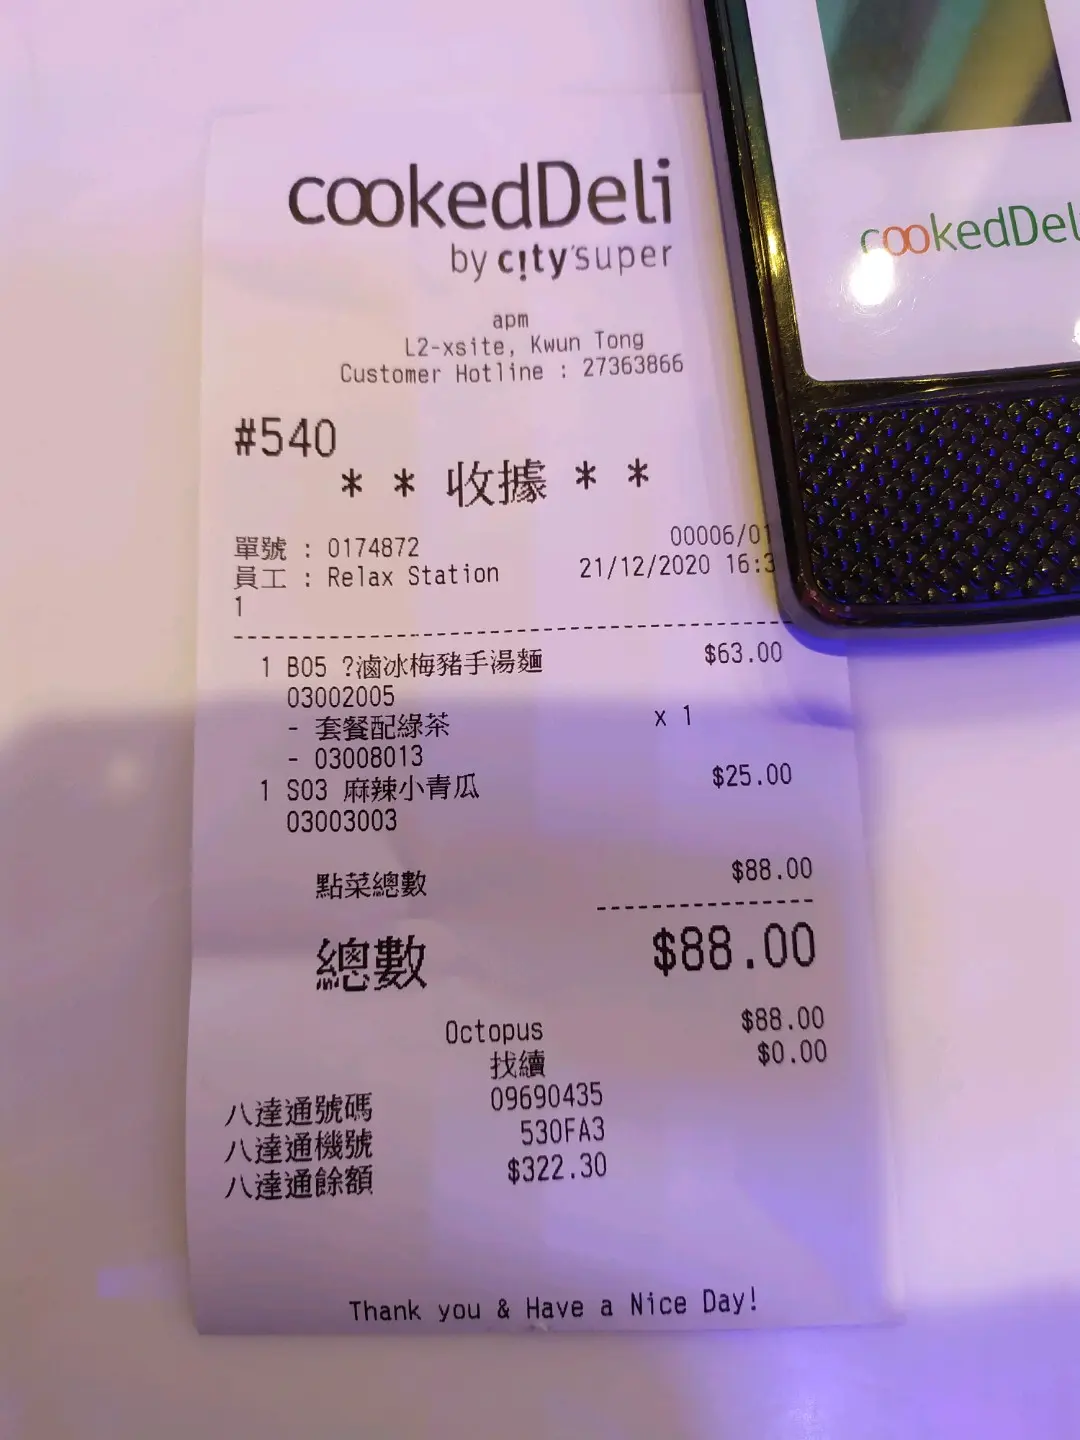 cookedDeli
by c!ty'super
apm
L2-xsite, Kwun Tong
Customer Hotline : 27363866
#540
* * 收據 * *
單號 : 0174872 00006/01
員工 : Relax Station 21/12/2020 16:3
1
1 B05 ?滷冰梅豬手湯麵 $63.00
03002005
- 套餐配綠茶 x 1
- 03008013
1 S03 麻辣小青瓜 $25.00
03003003
點菜總數 $88.00
總數 $88.00
Octopus $88.00
找續 $0.00
八達通號碼 09690435
八達通機號 530FA3
八達通餘額 $322.30
Thank you & Have a Nice Day!
cookedDel